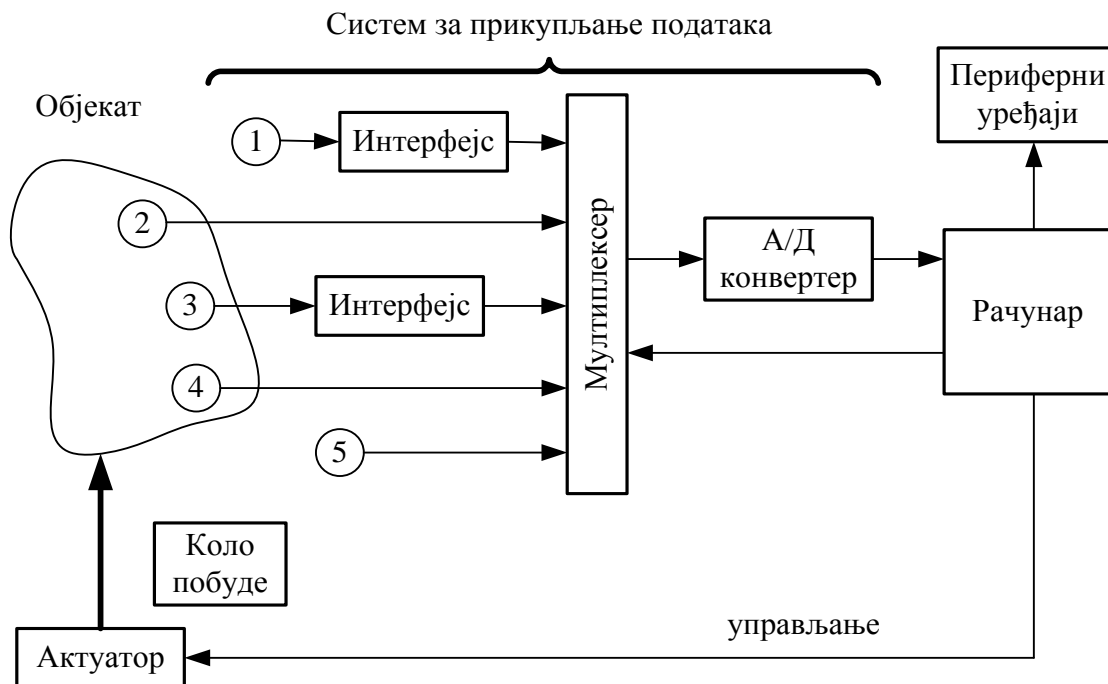 Систем за прикупљање података
Објекат
Периферни
уређаји
1
Интерфејс
2
3
Интерфејс
4
5
Мултиплексер
А/Д
конвертер
Рачунар
Коло
побуде
управљање
Актуатор